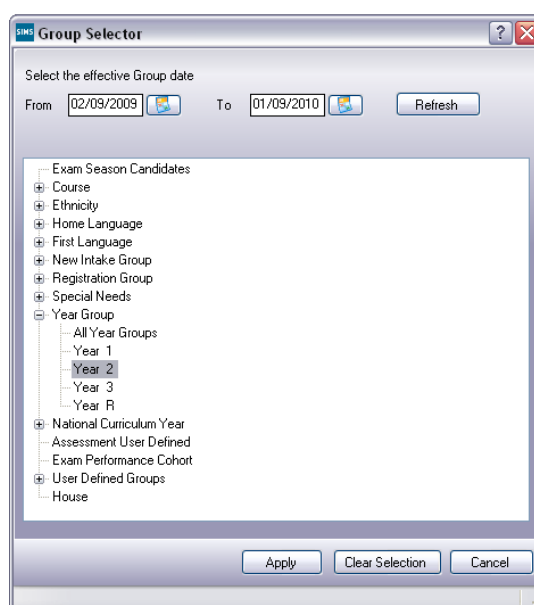 SIMS Group Selector ?
Select the effective Group date
From 02/09/2009 To 01/09/2010 Refresh
Exam Season Candidates
Course
Ethnicity
Home Language
First Language
New Intake Group
Registration Group
Special Needs
Year Group
All Year Groups
Year 1
Year 2
Year 3
Year R
National Curriculum Year
Assessment User Defined
Exam Performance Cohort
User Defined Groups
House
Apply Clear Selection Cancel